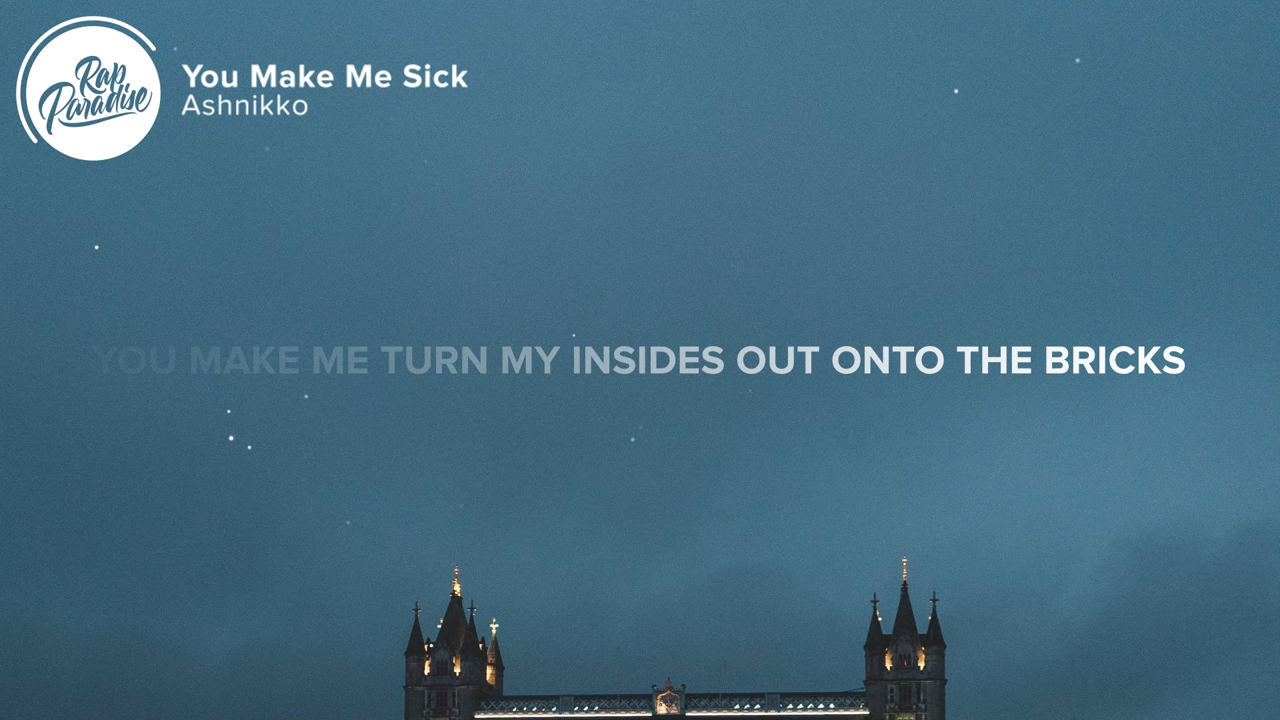 Rap
Paradise
You Make Me Sick
Ashnikko
YOU MAKE ME TURN MY INSIDES OUT ONTO THE BRICKS